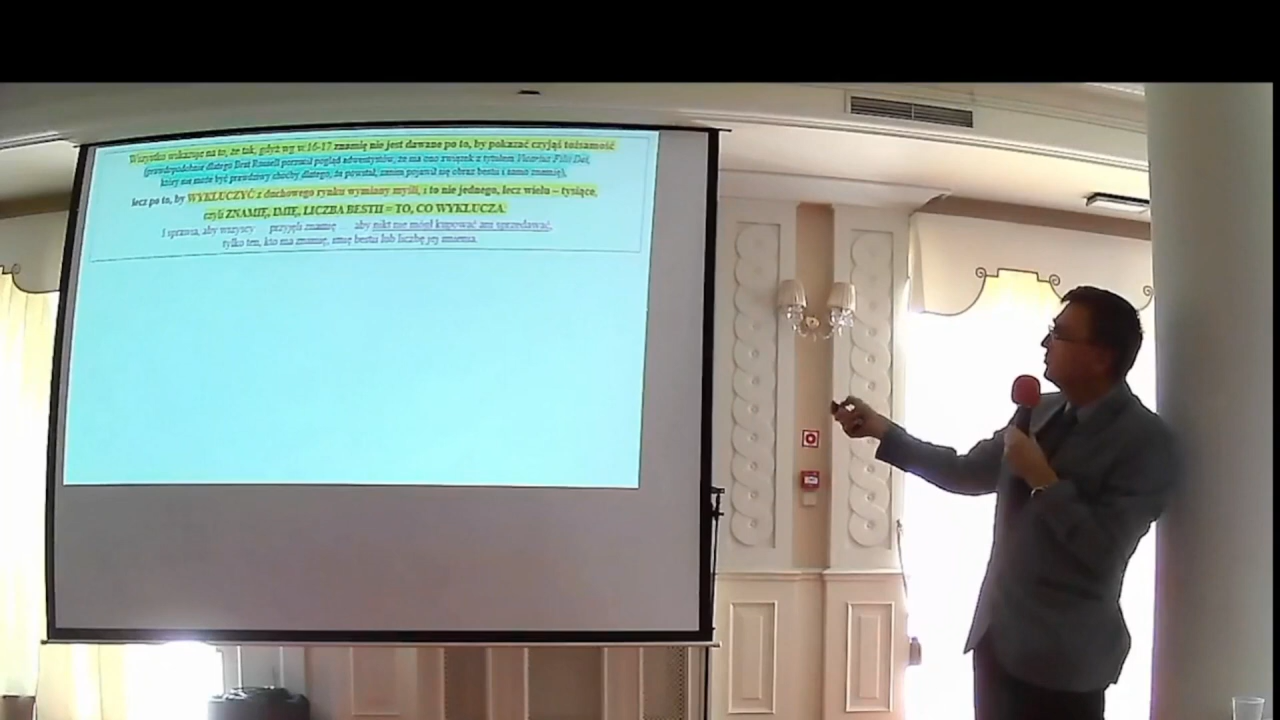 Wszystko wskazuje na to, że tak, gdyż wg w.16-17 znamię nie jest dawane po to, by pokazać czyjąś tożsamość
(prawdopodobnie dlatego Brat Russell porzucił pogląd adwentystów, że ma ono związek z tytułem Vicarius Filii Dei,
który nie może być prawdziwy choćby dlatego, że powstał, zanim pojawił się obraz bestii i samo znamię),
lecz po to, by WYKLUCZYĆ z duchowego rynku wymiany myśli, i to nie jednego, lecz wielu – tysiące,
czyli ZNAMIĘ, IMIĘ, LICZBA BESTII = TO, CO WYKLUCZA:
I sprawia, aby wszyscy przyjęli znamię aby nikt nie mógł kupować ani sprzedawać,
tylko ten, kto ma znamię, imię bestii lub liczbę jej imienia.